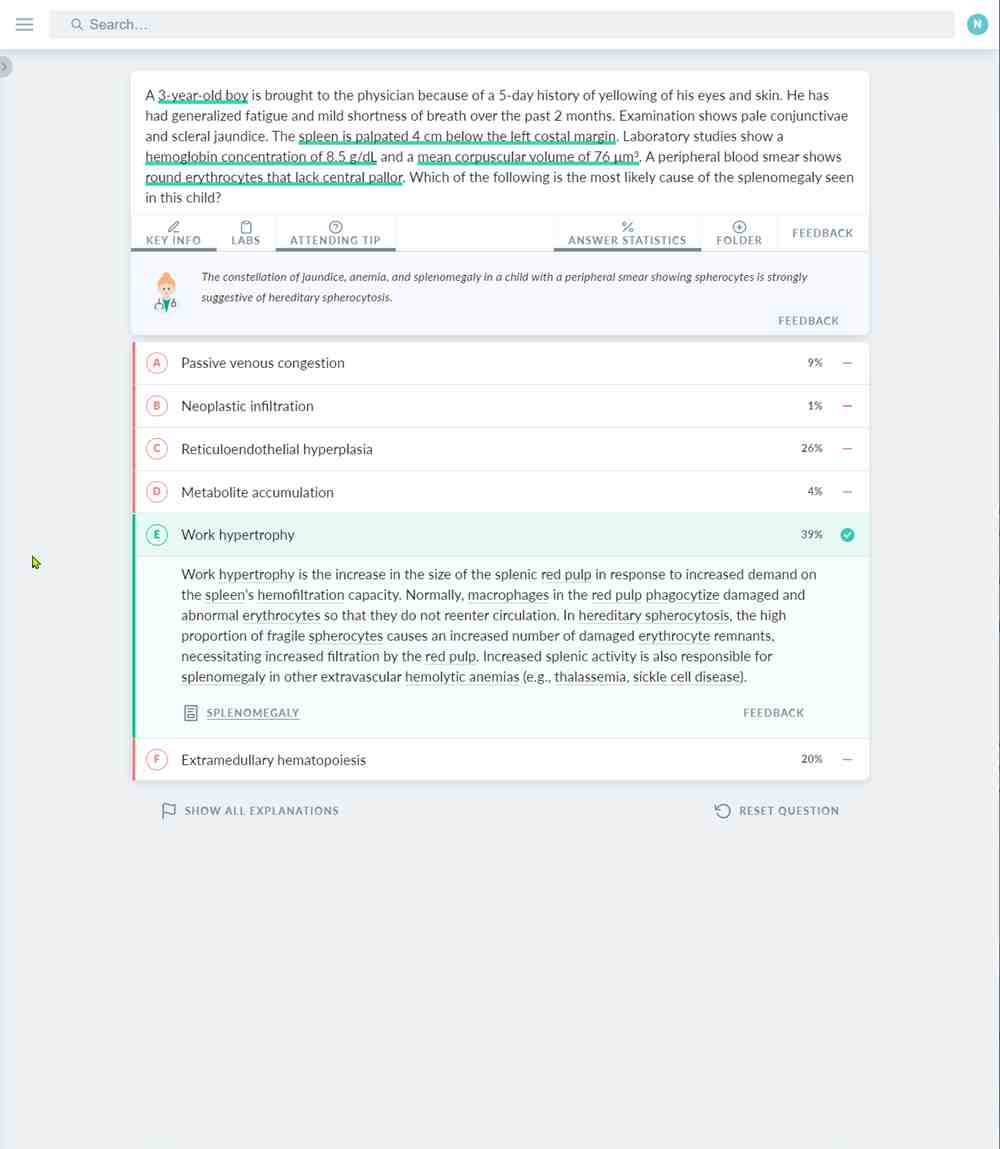 Search...
N
A 3-year-old boy is brought to the physician because of a 5-day history of yellowing of his eyes and skin. He has
had generalized fatigue and mild shortness of breath over the past 2 months. Examination shows pale conjunctivae
and scleral jaundice. The spleen is palpated 4 cm below the left costal margin. Laboratory studies show a
hemoglobin concentration of 8.5 g/dL and a mean corpuscular volume of 76 μm³. A peripheral blood smear shows
round erythrocytes that lack central pallor. Which of the following is the most likely cause of the splenomegaly seen
in this child?
KEY INFO LABS ATTENDING TIP % ANSWER STATISTICS FOLDER FEEDBACK
The constellation of jaundice, anemia, and splenomegaly in a child with a peripheral smear showing spherocytes is strongly
suggestive of hereditary spherocytosis.
FEEDBACK
A Passive venous congestion 9% —
B Neoplastic infiltration 1% —
C Reticuloendothelial hyperplasia 26% —
D Metabolite accumulation 4% —
E Work hypertrophy 39%
Work hypertrophy is the increase in the size of the splenic red pulp in response to increased demand on
the spleen's hemofiltration capacity. Normally, macrophages in the red pulp phagocytize damaged and
abnormal erythrocytes so that they do not reenter circulation. In hereditary spherocytosis, the high
proportion of fragile spherocytes causes an increased number of damaged erythrocyte remnants,
necessitating increased filtration by the red pulp. Increased splenic activity is also responsible for
splenomegaly in other extravascular hemolytic anemias (e.g., thalassemia, sickle cell disease).
SPLENOMEGALY FEEDBACK
F Extramedullary hematopoiesis 20% —
SHOW ALL EXPLANATIONS RESET QUESTION